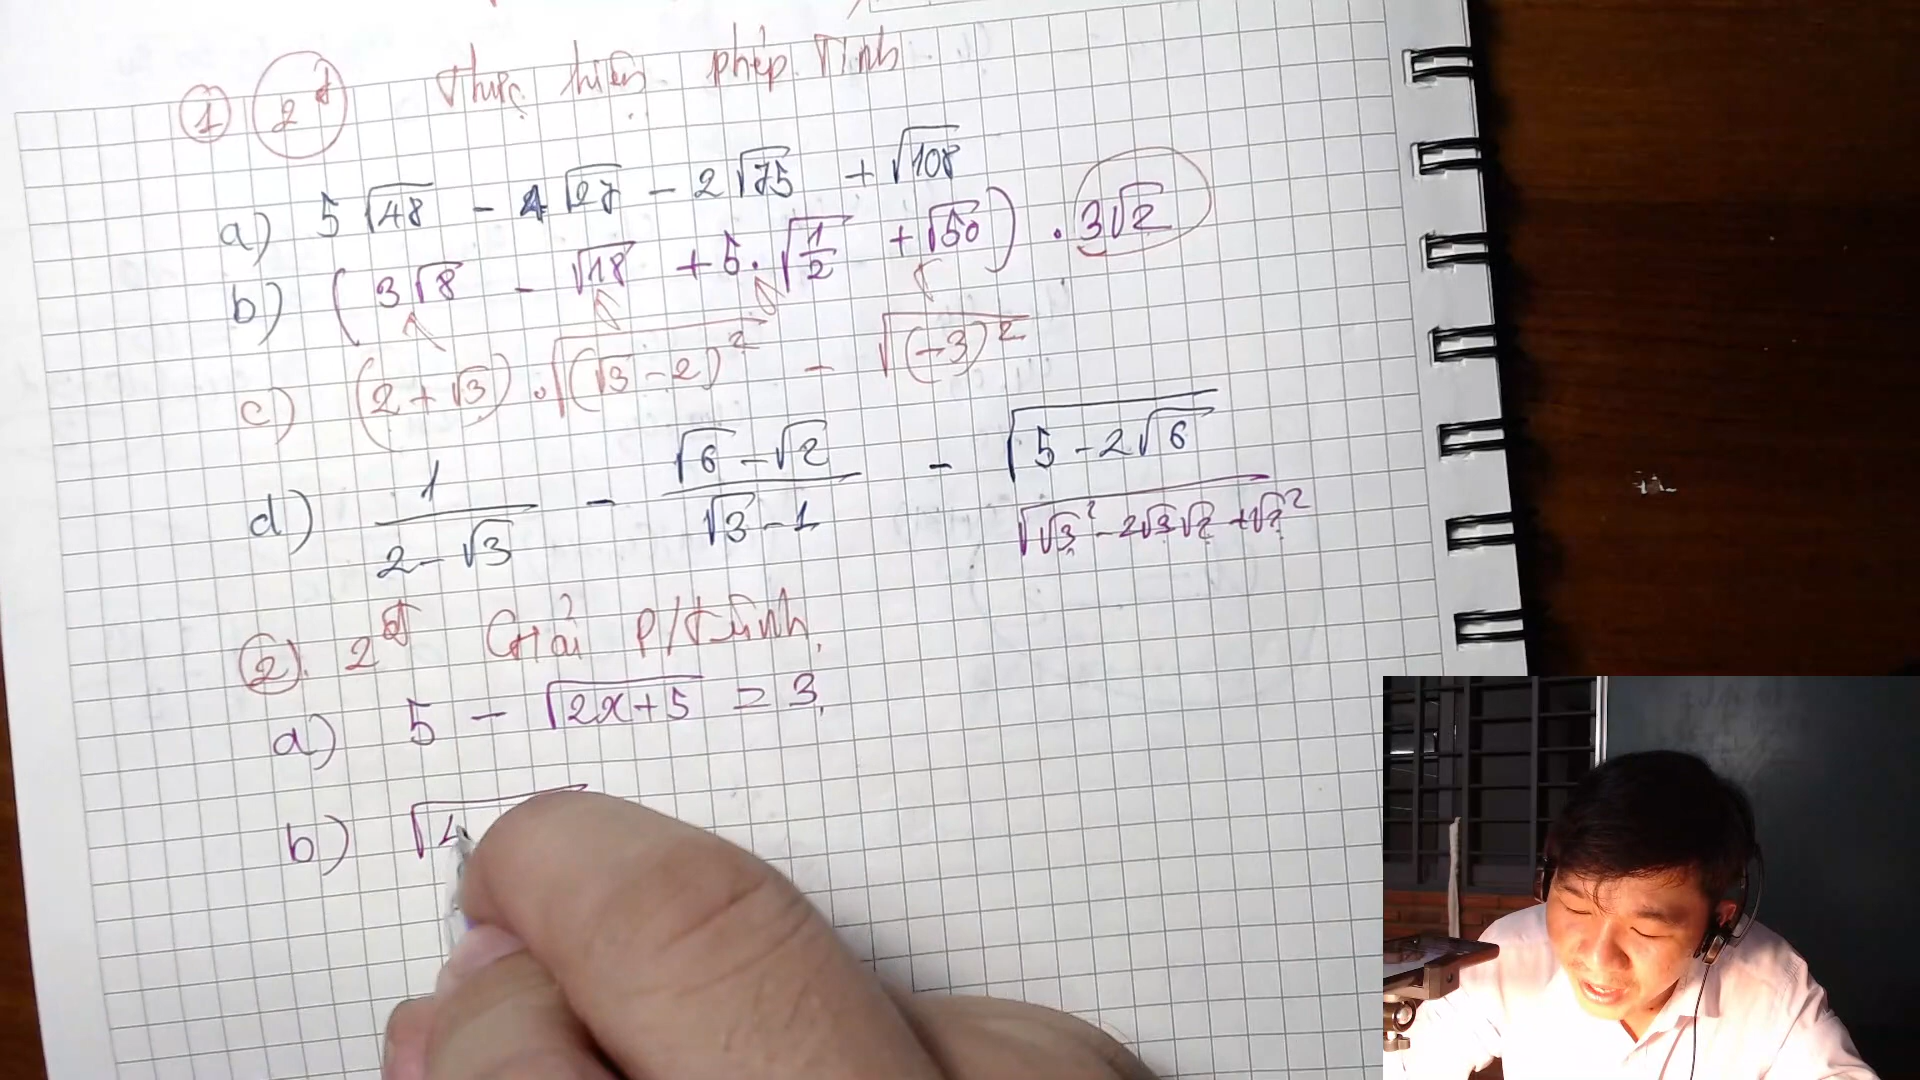 ① 2đ Thực hiện phép tính
a) 5√48 - 4√27 - 2√75 + √108
b) (3√8 - √18 + 5.√(1/2) + √50) . 3√2
c) (2 + √3) . √((√3 - 2)²) - √((-3)²)
d) 1/(2 - √3) - (√6 - √2)/(√3 - 1) - √(5 - 2√6)
√(√3² - 2√3√2 + √2²)
②. 2đ Giải p/trình.
a) 5 - √(2x+5) = 3.
b) √4